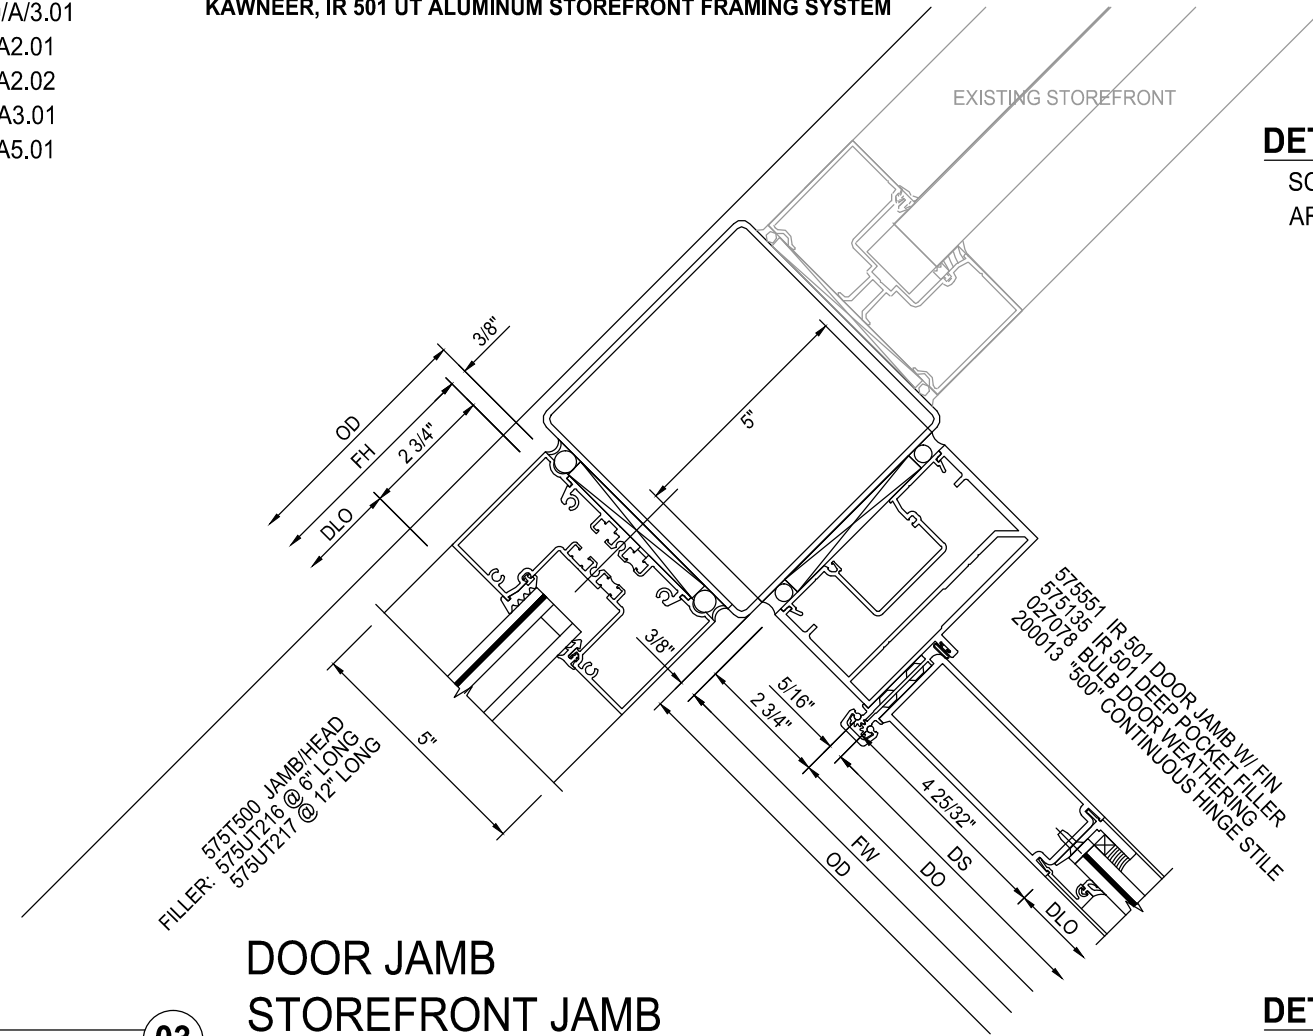 /A/3.01
A2.01
A2.02
A3.01
A5.01
KAWNEER, IR 501 UT ALUMINUM STOREFRONT FRAMING SYSTEM
EXISTING STOREFRONT
DET
SC
AF
3/8"
OD
FH
2 3/4"
DLO
5"
3/8"
5/16"
2 3/4"
5"
4 25/32"
DS
DLO
DO
FW
OD
575T500 JAMB/HEAD
FILLER: 575UT216 @ 6" LONG
575UT217 @ 12" LONG
575551 IR 501 DOOR JAMB W/ FIN
575135 IR 501 DEEP POCKET FILLER
027078 BULB DOOR WEATHERING
200013 "500" CONTINUOUS HINGE STILE
DOOR JAMB
STOREFRONT JAMB
03
DET